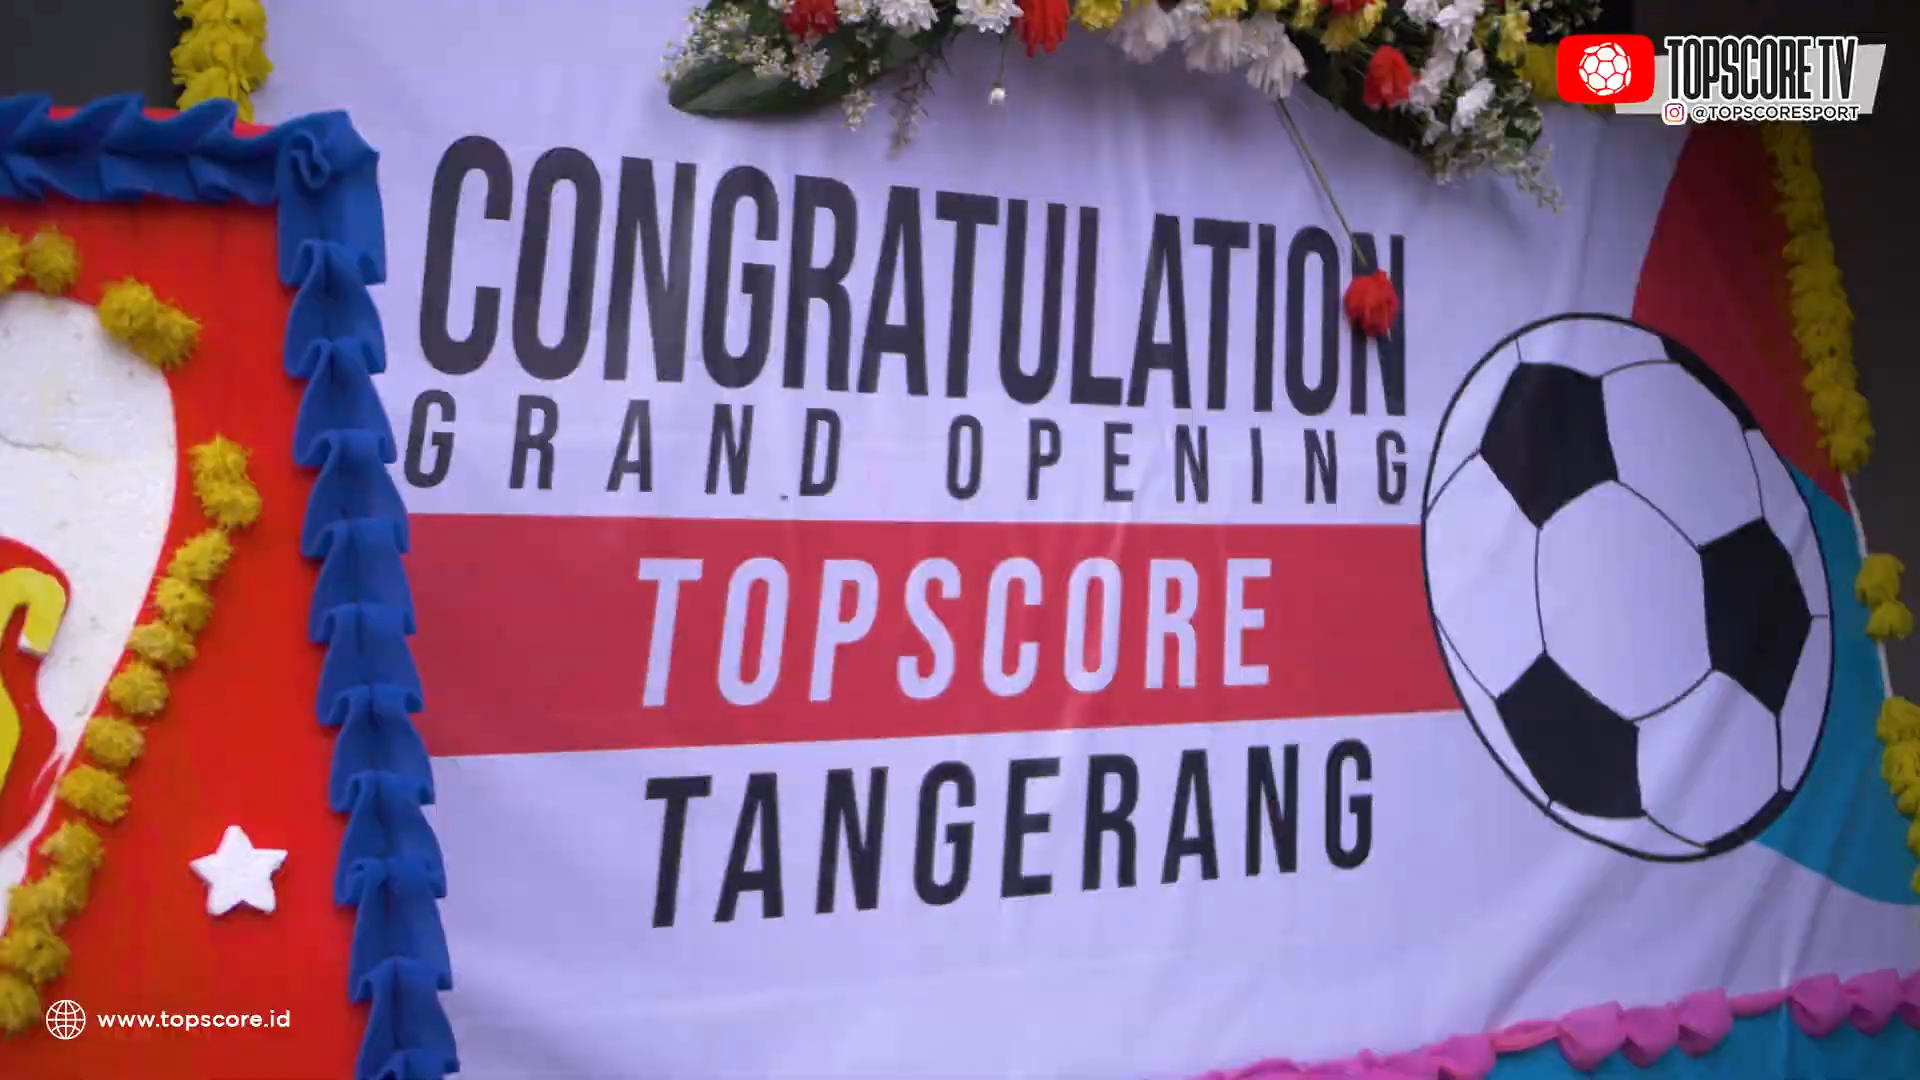 TOPSCORE TV
@TOPSCORESPORT
CONGRATULATION
GRAND OPENING
TOPSCORE
TANGERANG
www.topscore.id